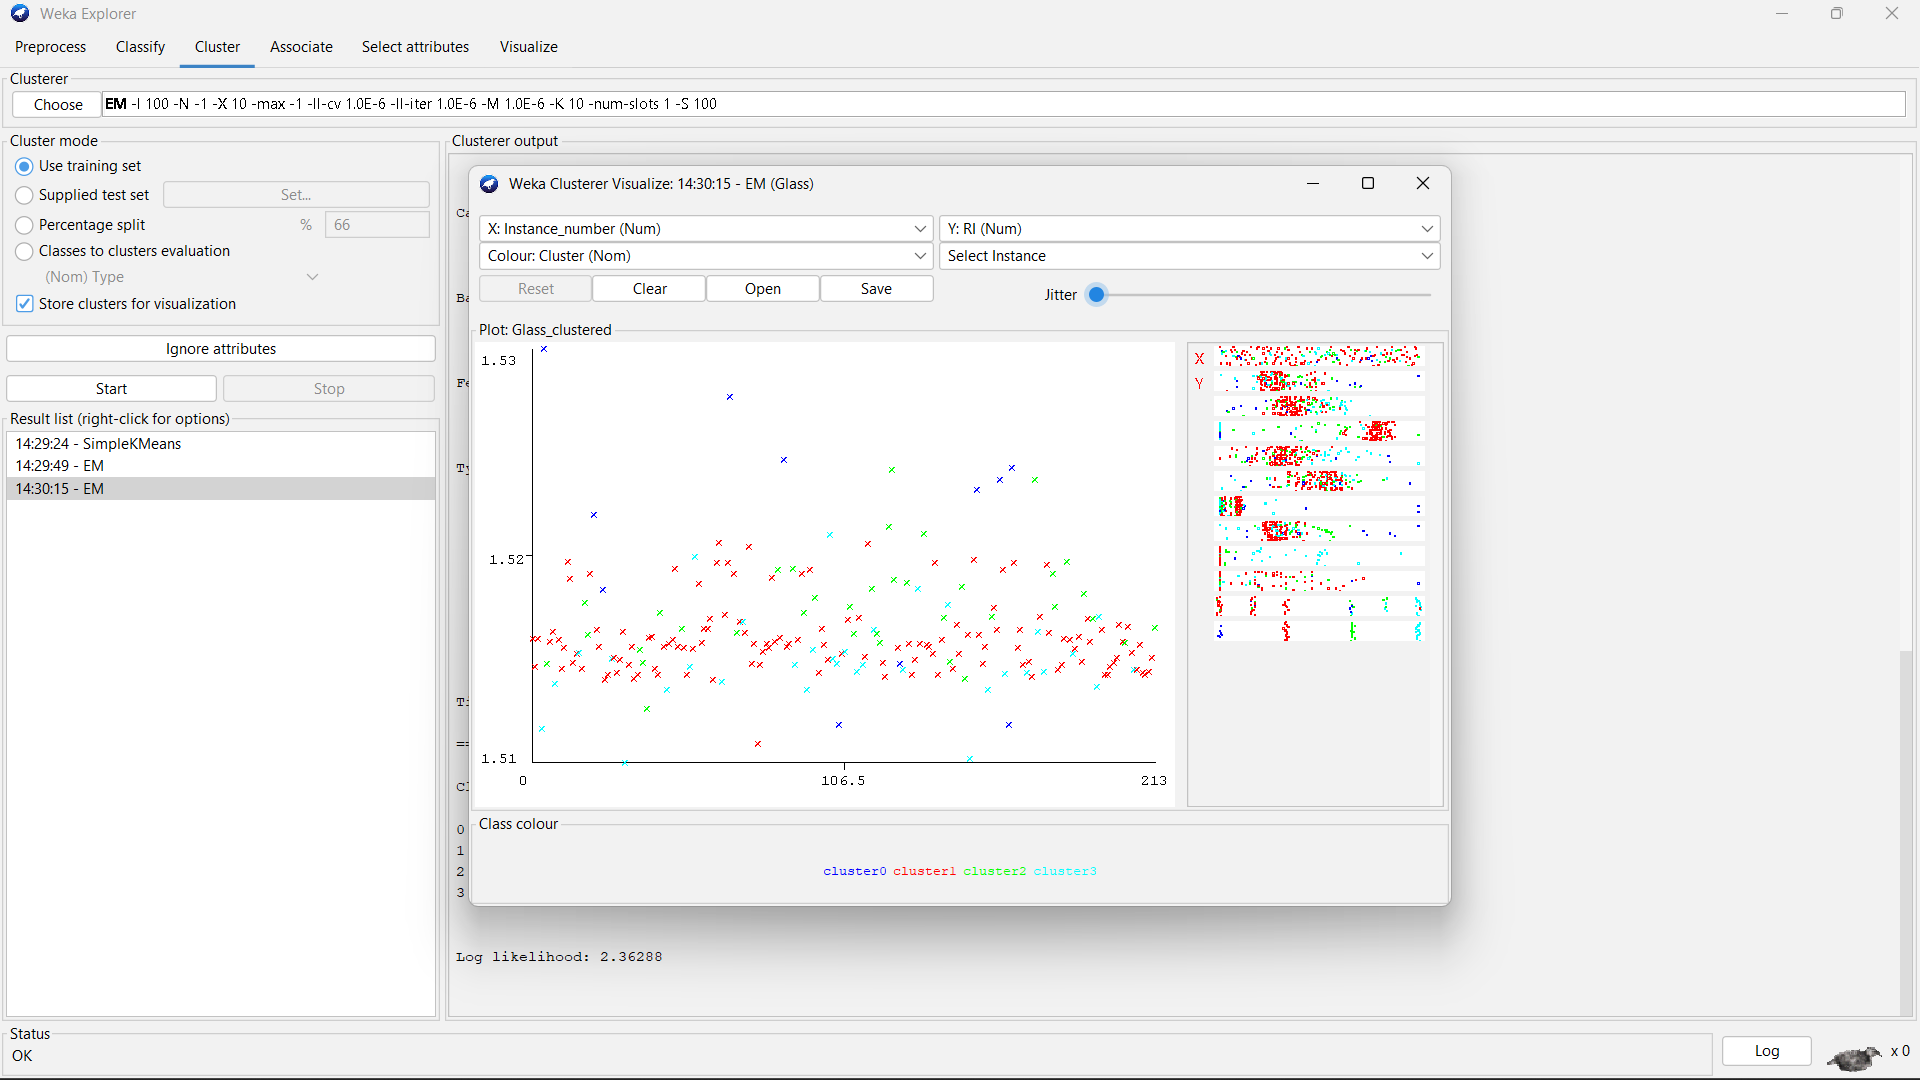 Weka Explorer
Preprocess Classify Cluster Associate Select attributes Visualize
Clusterer
Choose EM -I 100 -N -1 -X 10 -max -1 -ll-cv 1.0E-6 -ll-iter 1.0E-6 -M 1.0E-6 -K 10 -num-slots 1 -S 100
Cluster mode
Use training set
Supplied test set Set...
Percentage split % 66
Classes to clusters evaluation
(Nom) Type
Store clusters for visualization
Ignore attributes
Start Stop
Result list (right-click for options)
14:29:24 - SimpleKMeans
14:29:49 - EM
14:30:15 - EM
Clusterer output
Weka Clusterer Visualize: 14:30:15 - EM (Glass)
X: Instance_number (Num) Y: RI (Num)
Colour: Cluster (Nom) Select Instance
Reset Clear Open Save Jitter
Plot: Glass_clustered
1.53
1.52
1.51
0 106.5 213
X
Y
Class colour
cluster0 cluster1 cluster2 cluster3
0
1
2
3
Log likelihood: 2.36288
Status
OK
Log x 0